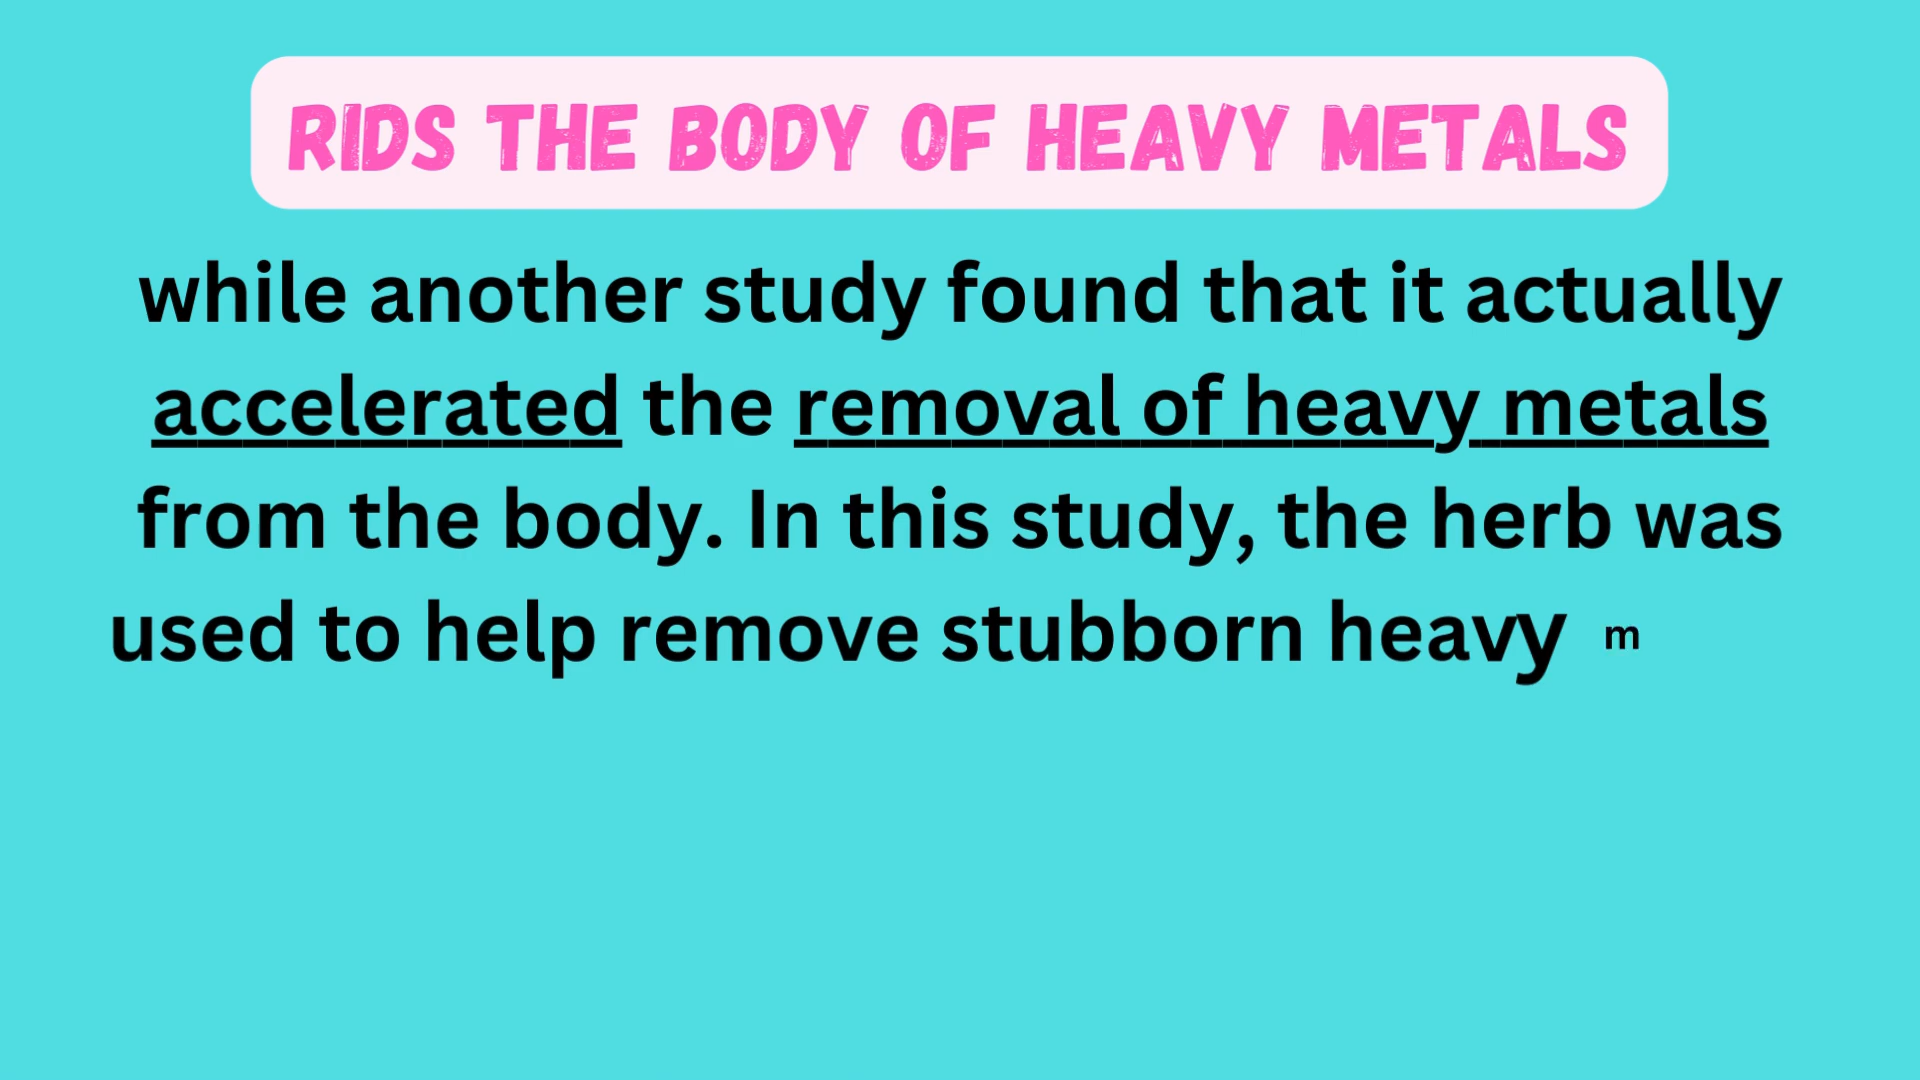 RIDS THE BODY OF HEAVY METALS
while another study found that it actually
accelerated the removal of heavy metals
from the body. In this study, the herb was
used to help remove stubborn heavy m